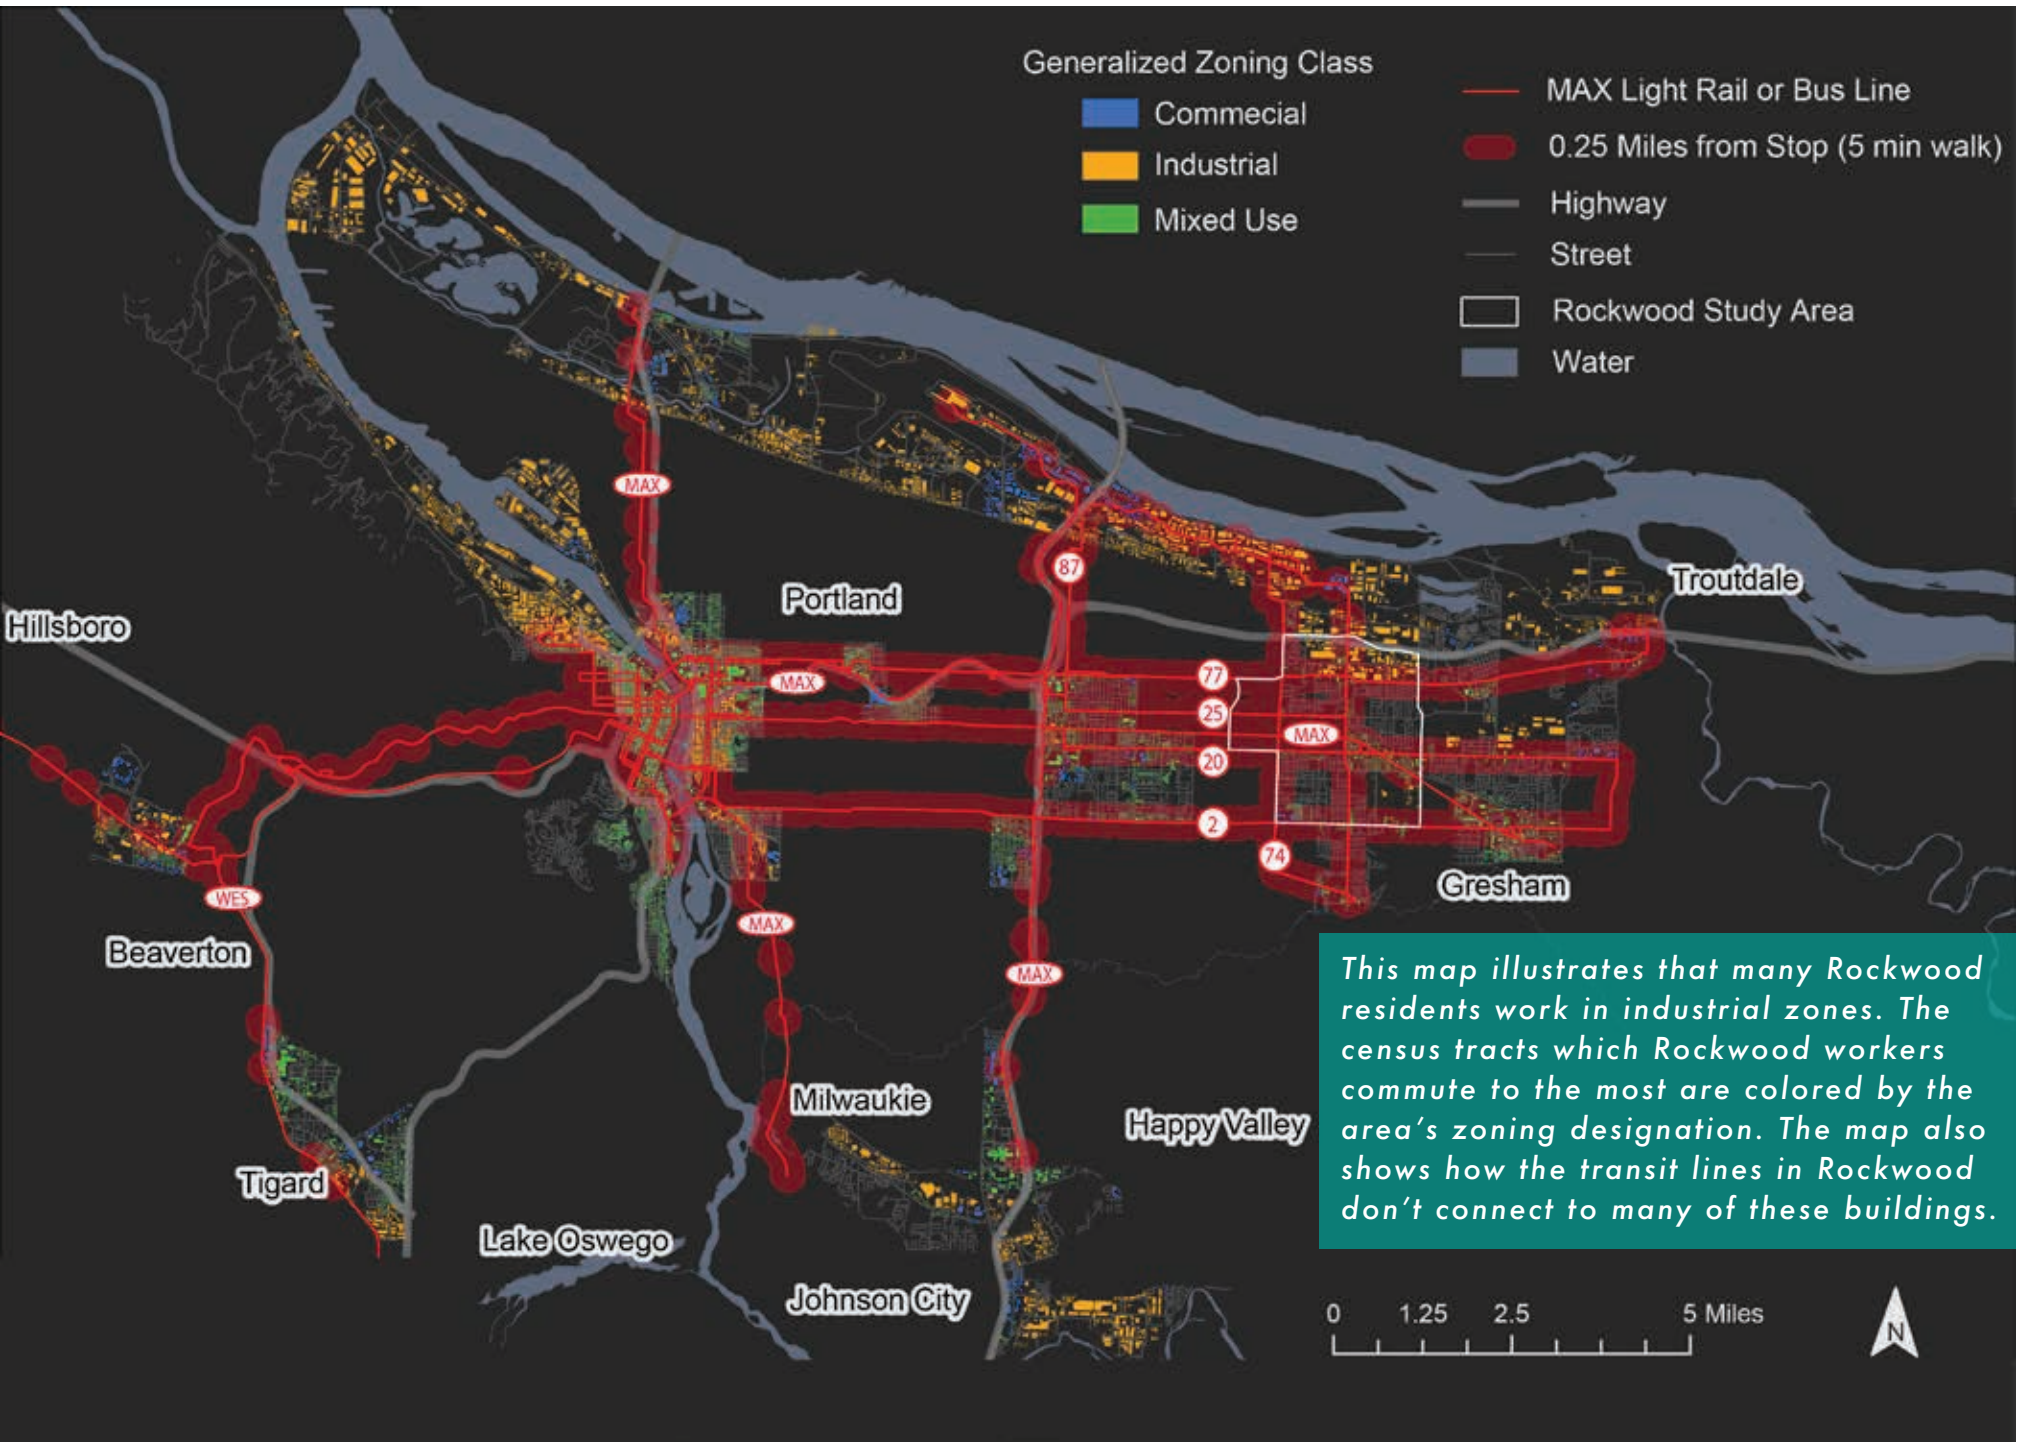 Generalized Zoning Class
Commecial
Industrial
Mixed Use
MAX Light Rail or Bus Line
0.25 Miles from Stop (5 min walk)
Highway
Street
Rockwood Study Area
Water
MAX
87
Troutdale
Portland
Hillsboro
77
MAX
25
MAX
20
2
74
Gresham
WES
MAX
Beaverton
MAX
Milwaukie
Happy Valley
Tigard
Lake Oswego
Johnson City
This map illustrates that many Rockwood
residents work in industrial zones. The
census tracts which Rockwood workers
commute to the most are colored by the
area's zoning designation. The map also
shows how the transit lines in Rockwood
don't connect to many of these buildings.
0 1.25 2.5 5 Miles
N